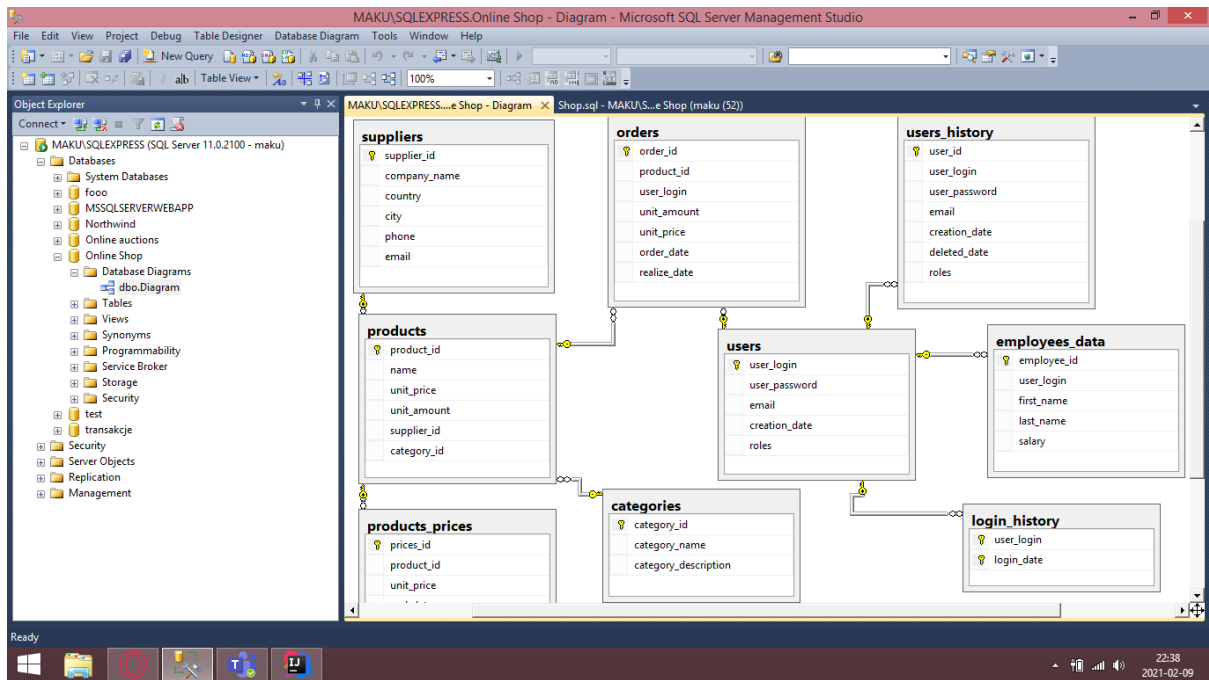 MAKU\SQLEXPRESS.Online Shop - Diagram - Microsoft SQL Server Management Studio
File Edit View Project Debug Table Designer Database Diagram Tools Window Help
New Query
alb Table View 100%
Object Explorer
Connect
MAKU\SQLEXPRESS (SQL Server 11.0.2100 - maku)
Databases
System Databases
fooo
MSSQLSERVERWEBAPP
Northwind
Online auctions
Online Shop
Database Diagrams
dbo.Diagram
Tables
Views
Synonyms
Programmability
Service Broker
Storage
Security
test
transakcje
Security
Server Objects
Replication
Management
MAKU\SQLEXPRESS....e Shop - Diagram Shop.sql - MAKU\S...e Shop (maku (52))
suppliers
supplier_id
company_name
country
city
phone
email
orders
order_id
product_id
user_login
unit_amount
unit_price
order_date
realize_date
users_history
user_id
user_login
user_password
email
creation_date
deleted_date
roles
products
product_id
name
unit_price
unit_amount
supplier_id
category_id
users
user_login
user_password
email
creation_date
roles
employees_data
employee_id
user_login
first_name
last_name
salary
products_prices
prices_id
product_id
unit_price
categories
category_id
category_name
category_description
login_history
user_login
login_date
Ready
22:38
2021-02-09